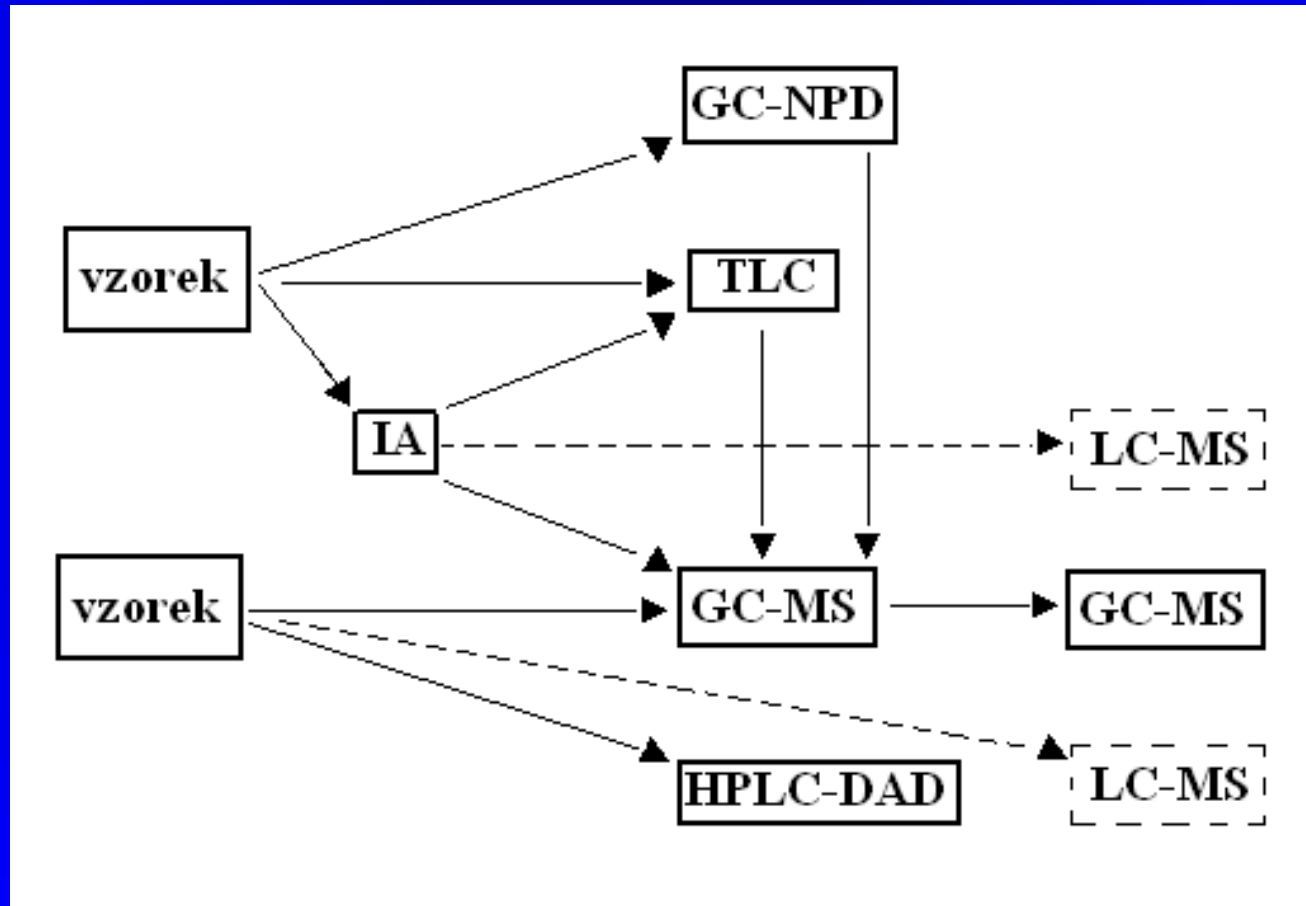 GC-NPD
vzorek
TLC
IA
LC-MS
vzorek
GC-MS
GC-MS
HPLC-DAD
LC-MS